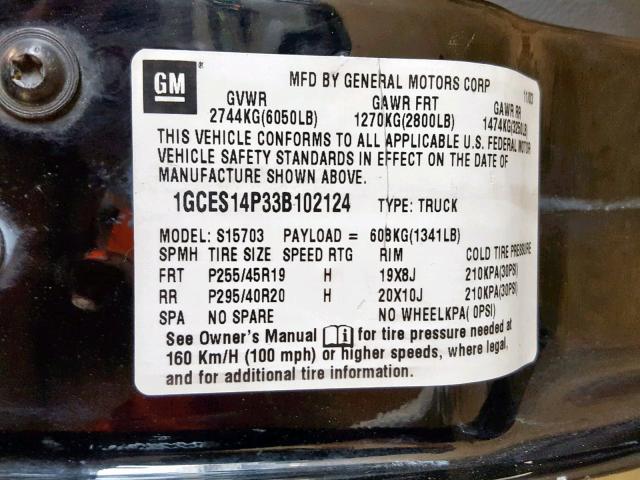 GM ® MFD BY GENERAL MOTORS CORP 11/03
GVWR GAWR FRT GAWR RR
2744KG(6050LB) 1270KG(2800LB) 1474KG(3250LB)
THIS VEHICLE CONFORMS TO ALL APPLICABLE U.S. FEDERAL MOTOR
VEHICLE SAFETY STANDARDS IN EFFECT ON THE DATE OF
MANUFACTURE SHOWN ABOVE.
1GCES14P33B102124 TYPE: TRUCK
MODEL: S15703 PAYLOAD = 608KG(1341LB)
SPMH TIRE SIZE SPEED RTG RIM COLD TIRE PRESSURE
FRT P255/45R19 H 19X8J 210KPA(30PSI)
RR P295/40R20 H 20X10J 210KPA(30PSI)
SPA NO SPARE NO WHEELKPA( 0PSI)
See Owner's Manual for tire pressure needed at
160 Km/H (100 mph) or higher speeds, where legal,
and for additional tire information.